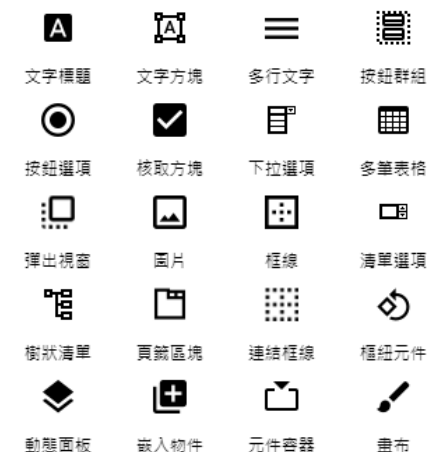 文字標題 文字方塊 多行文字 按鈕群組
按鈕選項 核取方塊 下拉選項 多筆表格
彈出視窗 圖片 框線 清單選項
樹狀清單 頁籤區塊 連結框線 樞紐元件
動態面板 嵌入物件 元件容器 畫布